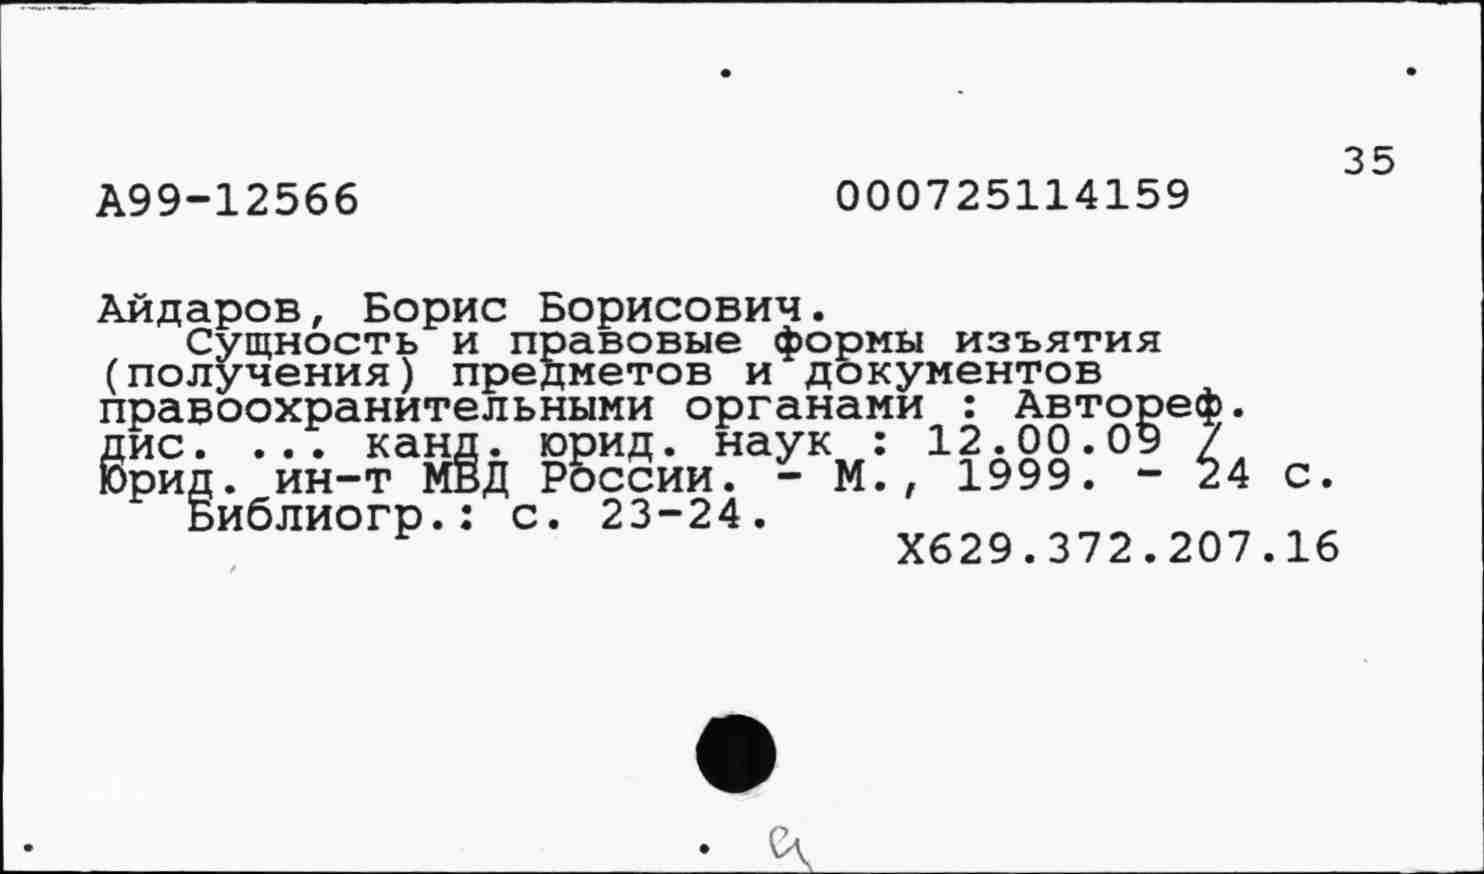 35
А99-12566 000725114159
Айдаров, Борис Борисович.
Сущность и правовые формы изъятия
(получения) предметов и документов
правоохранительными органами : Автореф.
дис. ... канд. юрид. наук : 12.00.09 /
Юрид. ин-т МВД России. - М., 1999. - 24 с.
Библиогр.: с. 23-24.
Х629.372.207.16